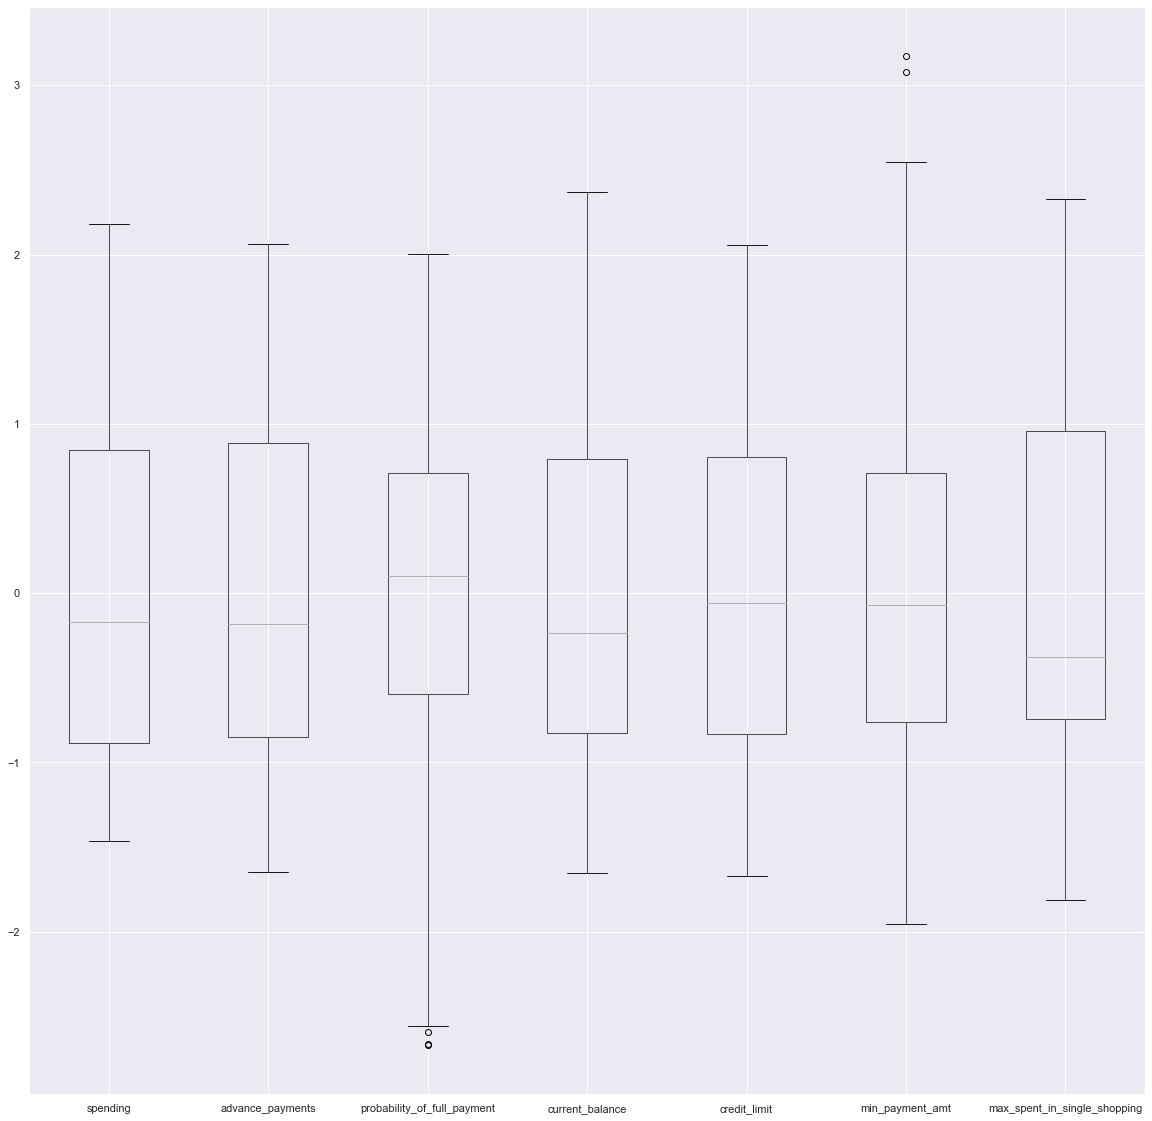 3
2
1
0
−1
−2
spending
advance_payments
probability_of_full_payment
current_balance
credit_limit
min_payment_amt
max_spent_in_single_shopping